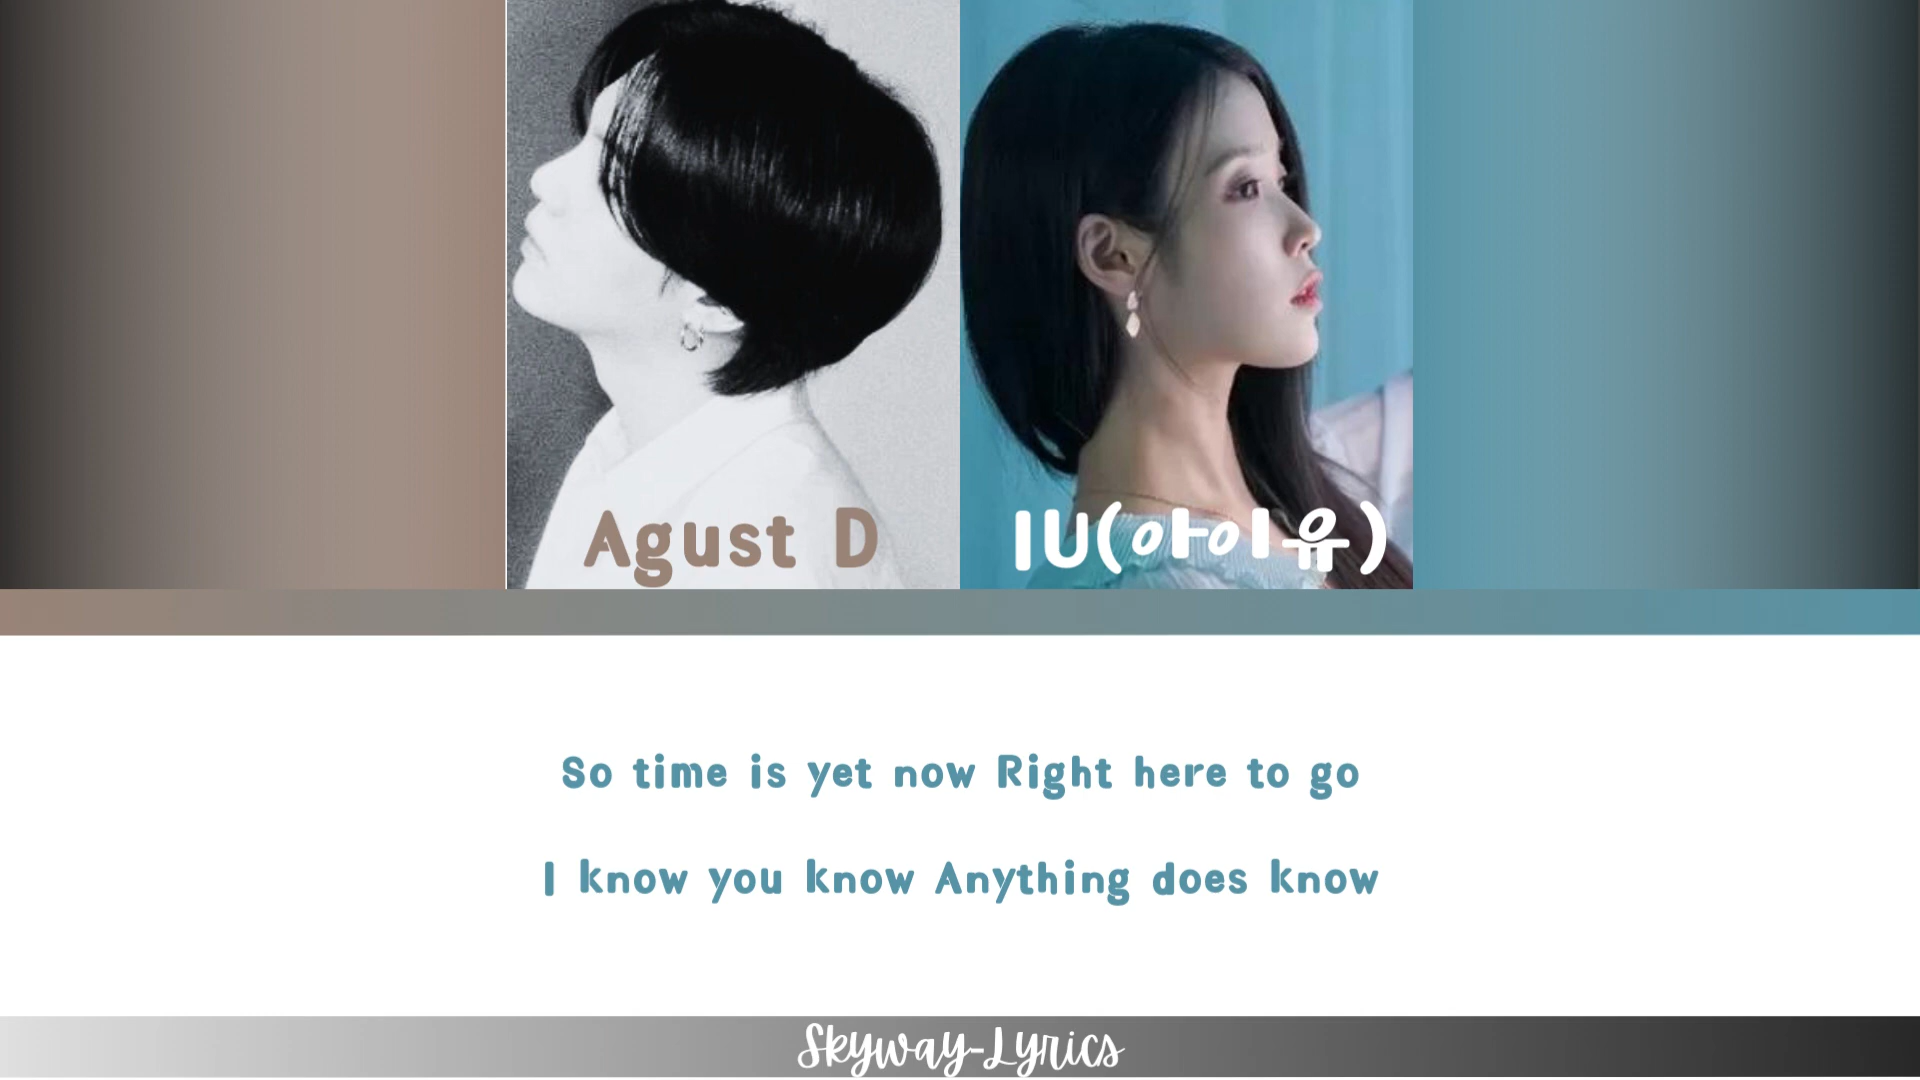 Agust D
IU(아이유)
So time is yet now Right here to go
I know you know Anything does know
Skyway-Lyrics